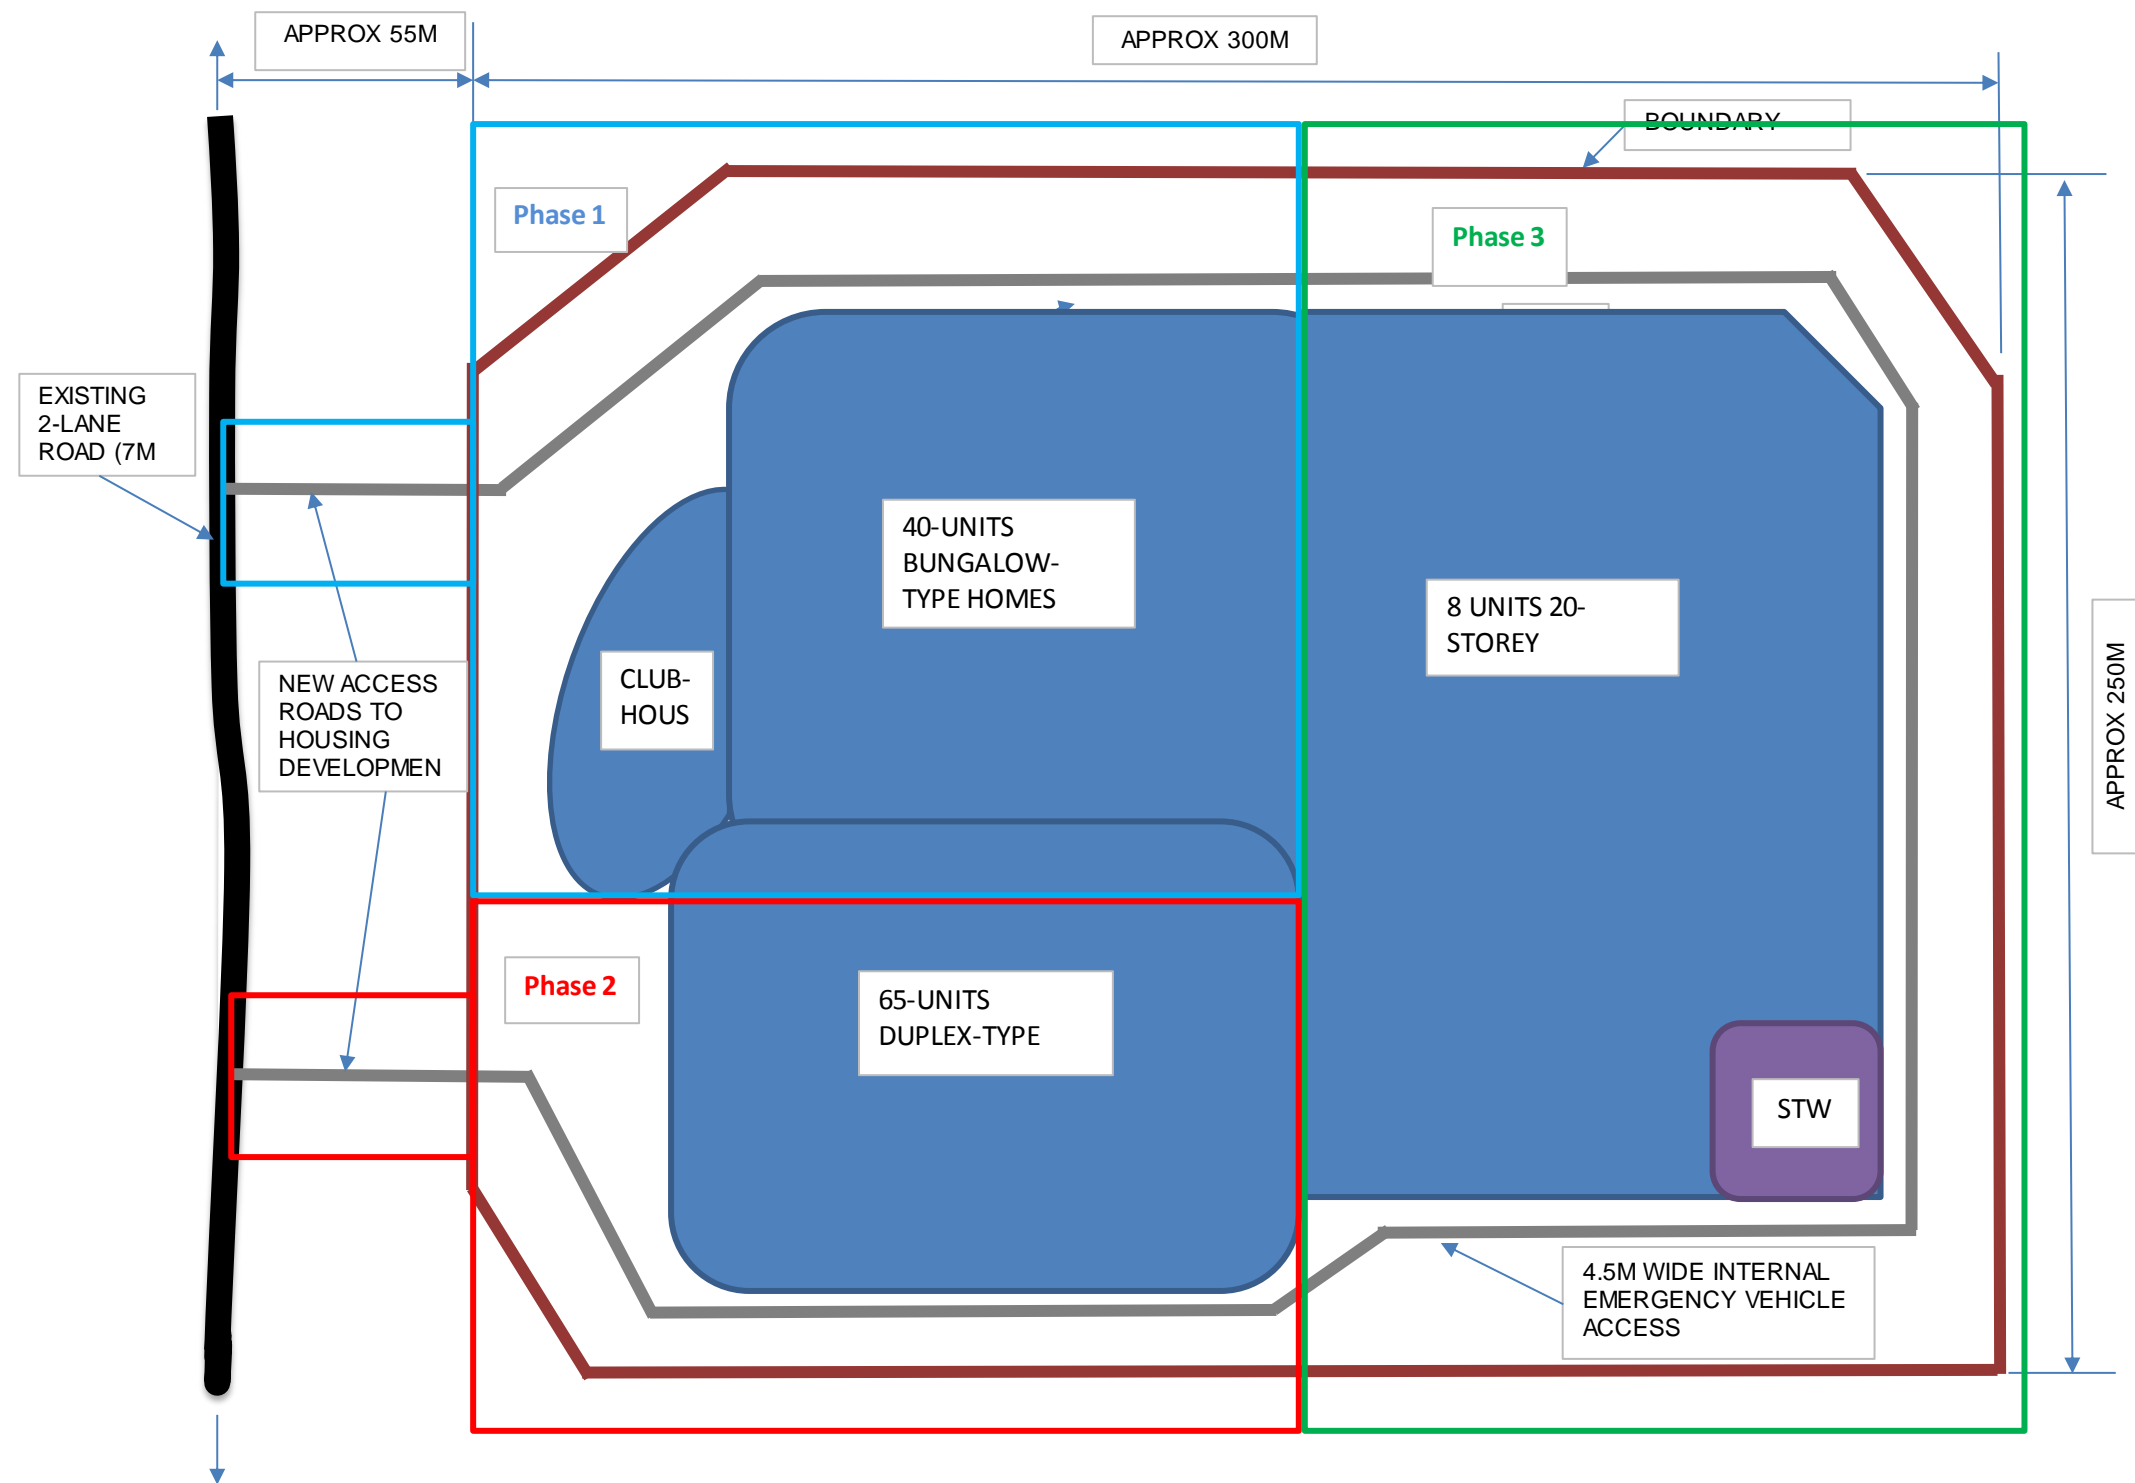 APPROX 55M
APPROX 300M
BOUNDARY
Phase 1
Phase 3
EXISTING
2-LANE
ROAD (7M
40-UNITS
BUNGALOW-
TYPE HOMES
8 UNITS 20-
STOREY
CLUB-
HOUS
NEW ACCESS
ROADS TO
HOUSING
DEVELOPMEN
APPROX 250M
Phase 2
65-UNITS
DUPLEX-TYPE
STW
4.5M WIDE INTERNAL
EMERGENCY VEHICLE
ACCESS